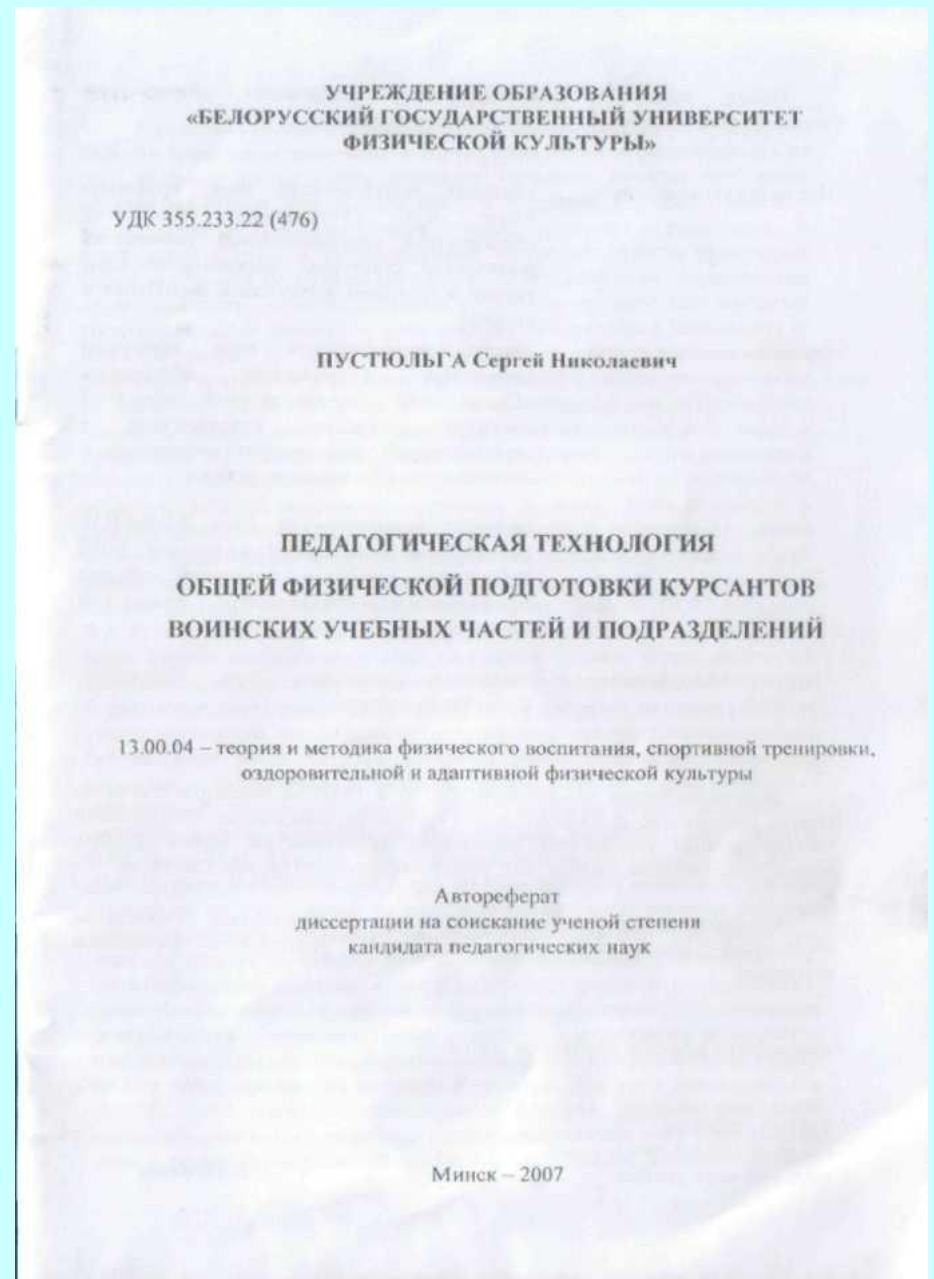 УЧРЕЖДЕНИЕ ОБРАЗОВАНИЯ
«БЕЛОРУССКИЙ ГОСУДАРСТВЕННЫЙ УНИВЕРСИТЕТ
ФИЗИЧЕСКОЙ КУЛЬТУРЫ»
УДК 355.233.22 (476)
ПУСТЮЛЬГА Сергей Николаевич
ПЕДАГОГИЧЕСКАЯ ТЕХНОЛОГИЯ
ОБЩЕЙ ФИЗИЧЕСКОЙ ПОДГОТОВКИ КУРСАНТОВ
ВОИНСКИХ УЧЕБНЫХ ЧАСТЕЙ И ПОДРАЗДЕЛЕНИЙ
13.00.04 – теория и методика физического воспитания, спортивной тренировки,
оздоровительной и адаптивной физической культуры
Автореферат
диссертации на соискание ученой степени
кандидата педагогических наук
Минск – 2007